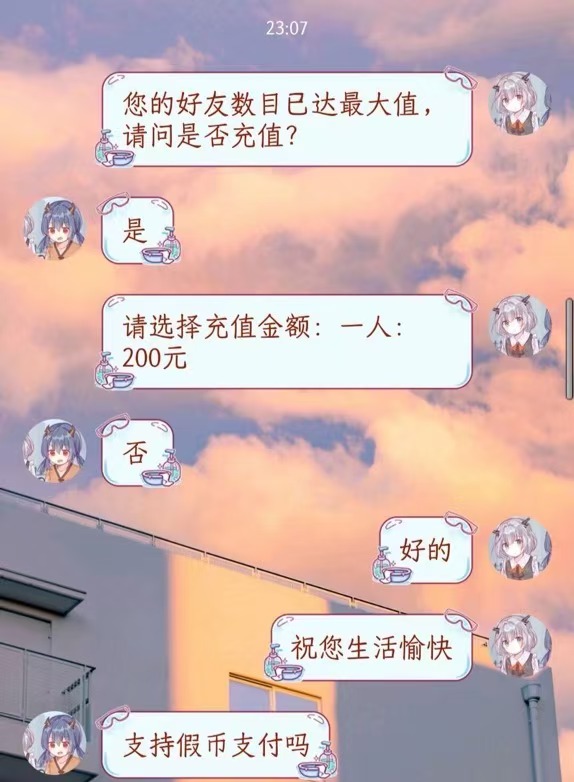 23:07
您的好友数目已达最大值，
请问是否充值？
是
请选择充值金额：一人：
200元
否
好的
祝您生活愉快
支持假币支付吗